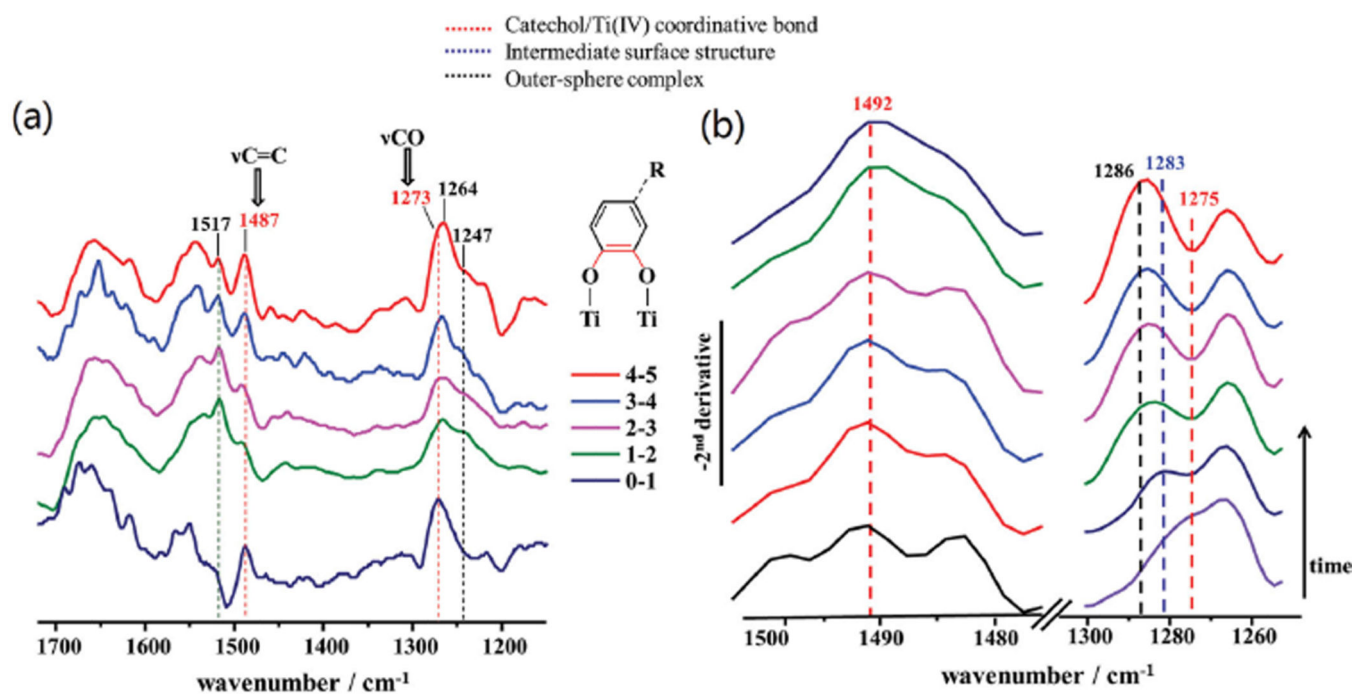 Catechol/Ti(IV) coordinative bond
Intermediate surface structure
Outer-sphere complex
(a)
νC=C
νCO
1517
1487
1273
1264
1247
R
O
O
Ti
Ti
4-5
3-4
2-3
1-2
0-1
1700 1600 1500 1400 1300 1200
wavenumber / cm⁻¹
(b)
1492
1286
1283
1275
-2ⁿᵈ derivative
time
1500 1490 1480 1300 1280 1260
wavenumber / cm⁻¹